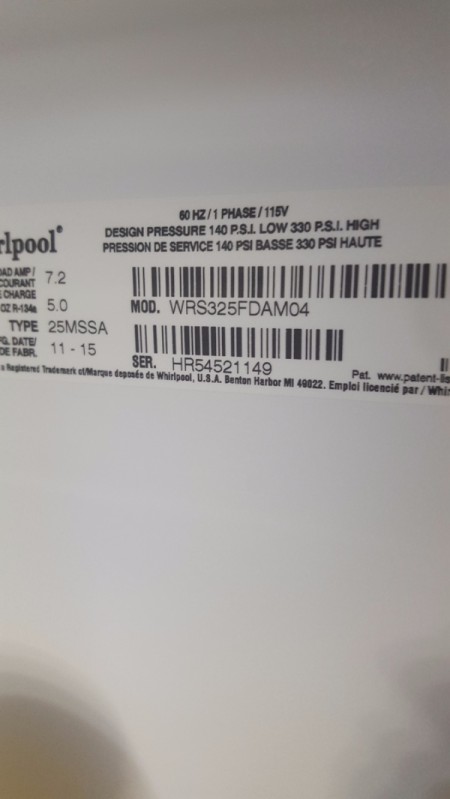 60 HZ / 1 PHASE / 115V
DESIGN PRESSURE 140 P.S.I. LOW 330 P.S.I. HIGH
PRESSION DE SERVICE 140 PSI BASSE 330 PSI HAUTE
rlpool®
OAD AMP /
COURANT 7.2
CHARGE
OZ R-134a 5.0
MOD. WRS325FDAM04
TYPE 25MSSA
G. DATE/
DE FABR. 11 - 15
SER. HR54521149
Pat. www.patent-lis
Registered Trademark of/Marque deposée de Whirlpool, U.S.A. Benton Harbor MI 49022. Emploi licencié par / Whi